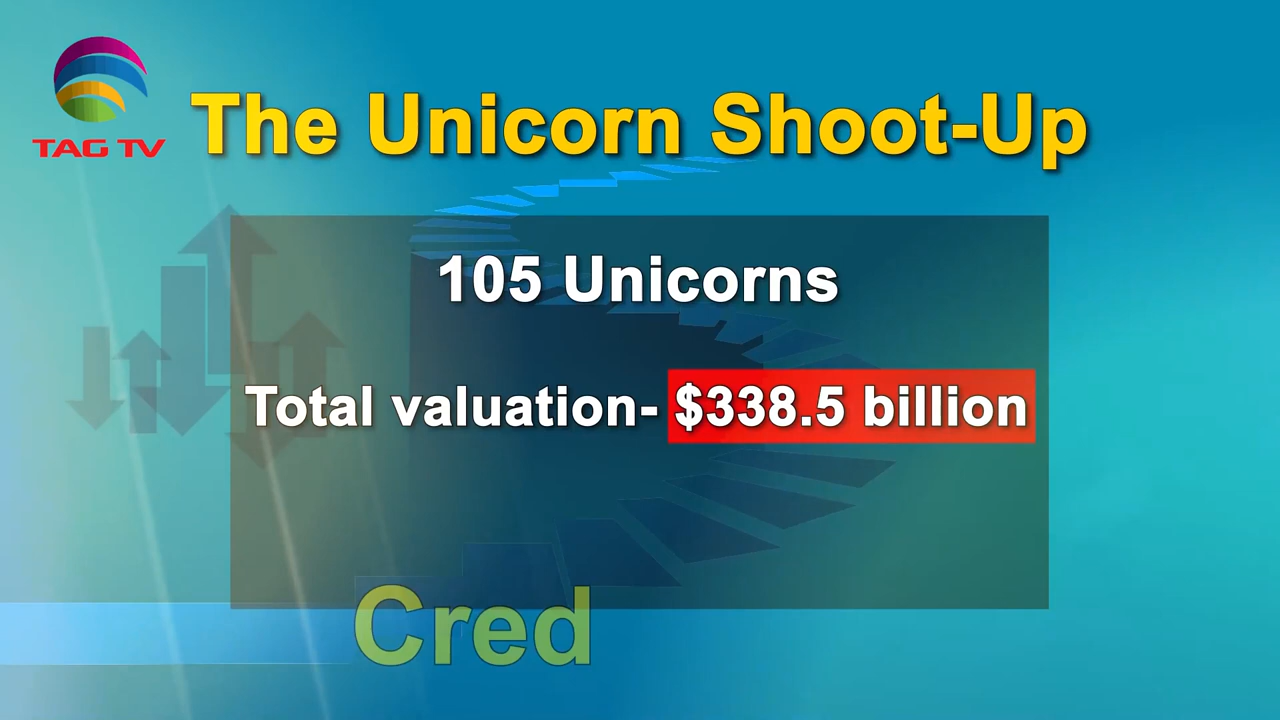 TAG TV
The Unicorn Shoot-Up
105 Unicorns
Total valuation- $338.5 billion
Cred